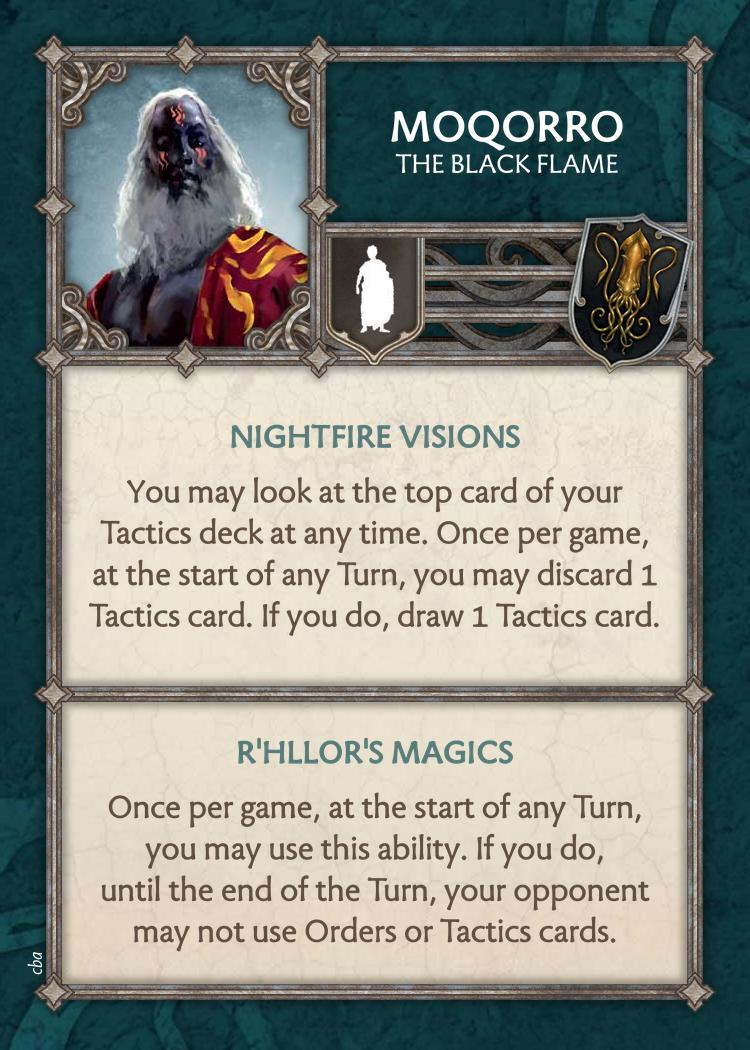 MOQORRO
THE BLACK FLAME
NIGHTFIRE VISIONS
You may look at the top card of your
Tactics deck at any time. Once per game,
at the start of any Turn, you may discard 1
Tactics card. If you do, draw 1 Tactics card.
R'HLLOR'S MAGICS
Once per game, at the start of any Turn,
you may use this ability. If you do,
until the end of the Turn, your opponent
may not use Orders or Tactics cards.
cba